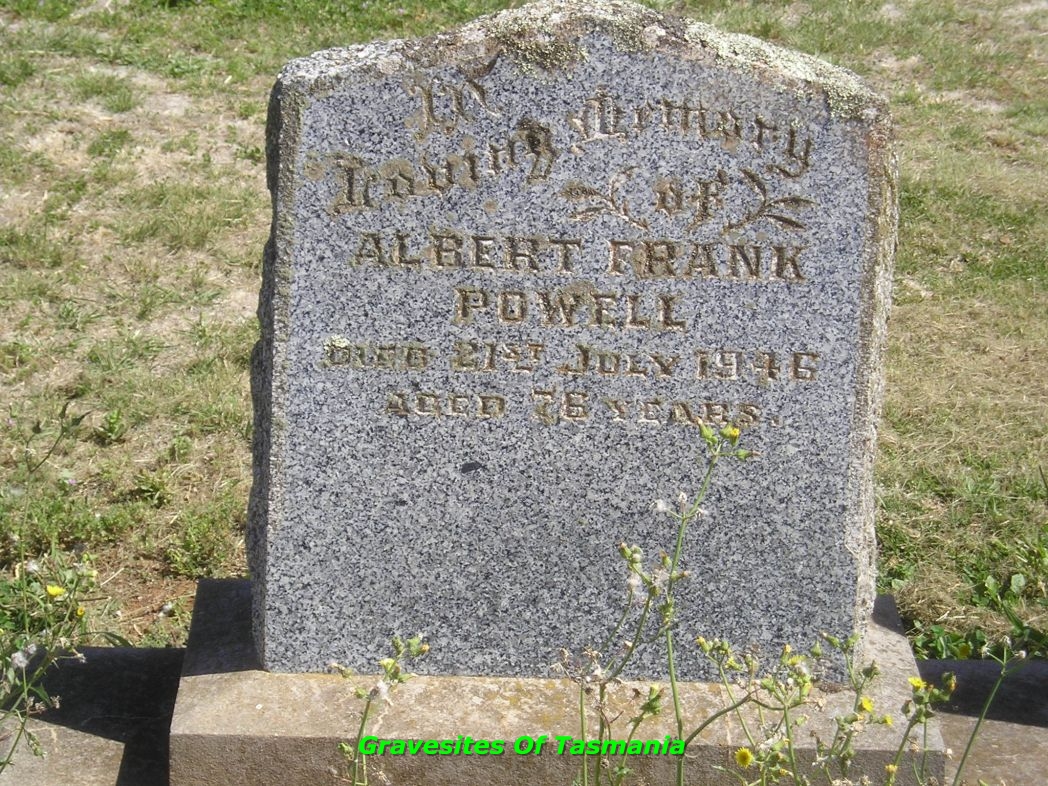 In
Loving Memory
of
ALBERT FRANK
POWELL
DIED 21ST JULY 1946
AGED 76 YEARS.
Gravesites Of Tasmania